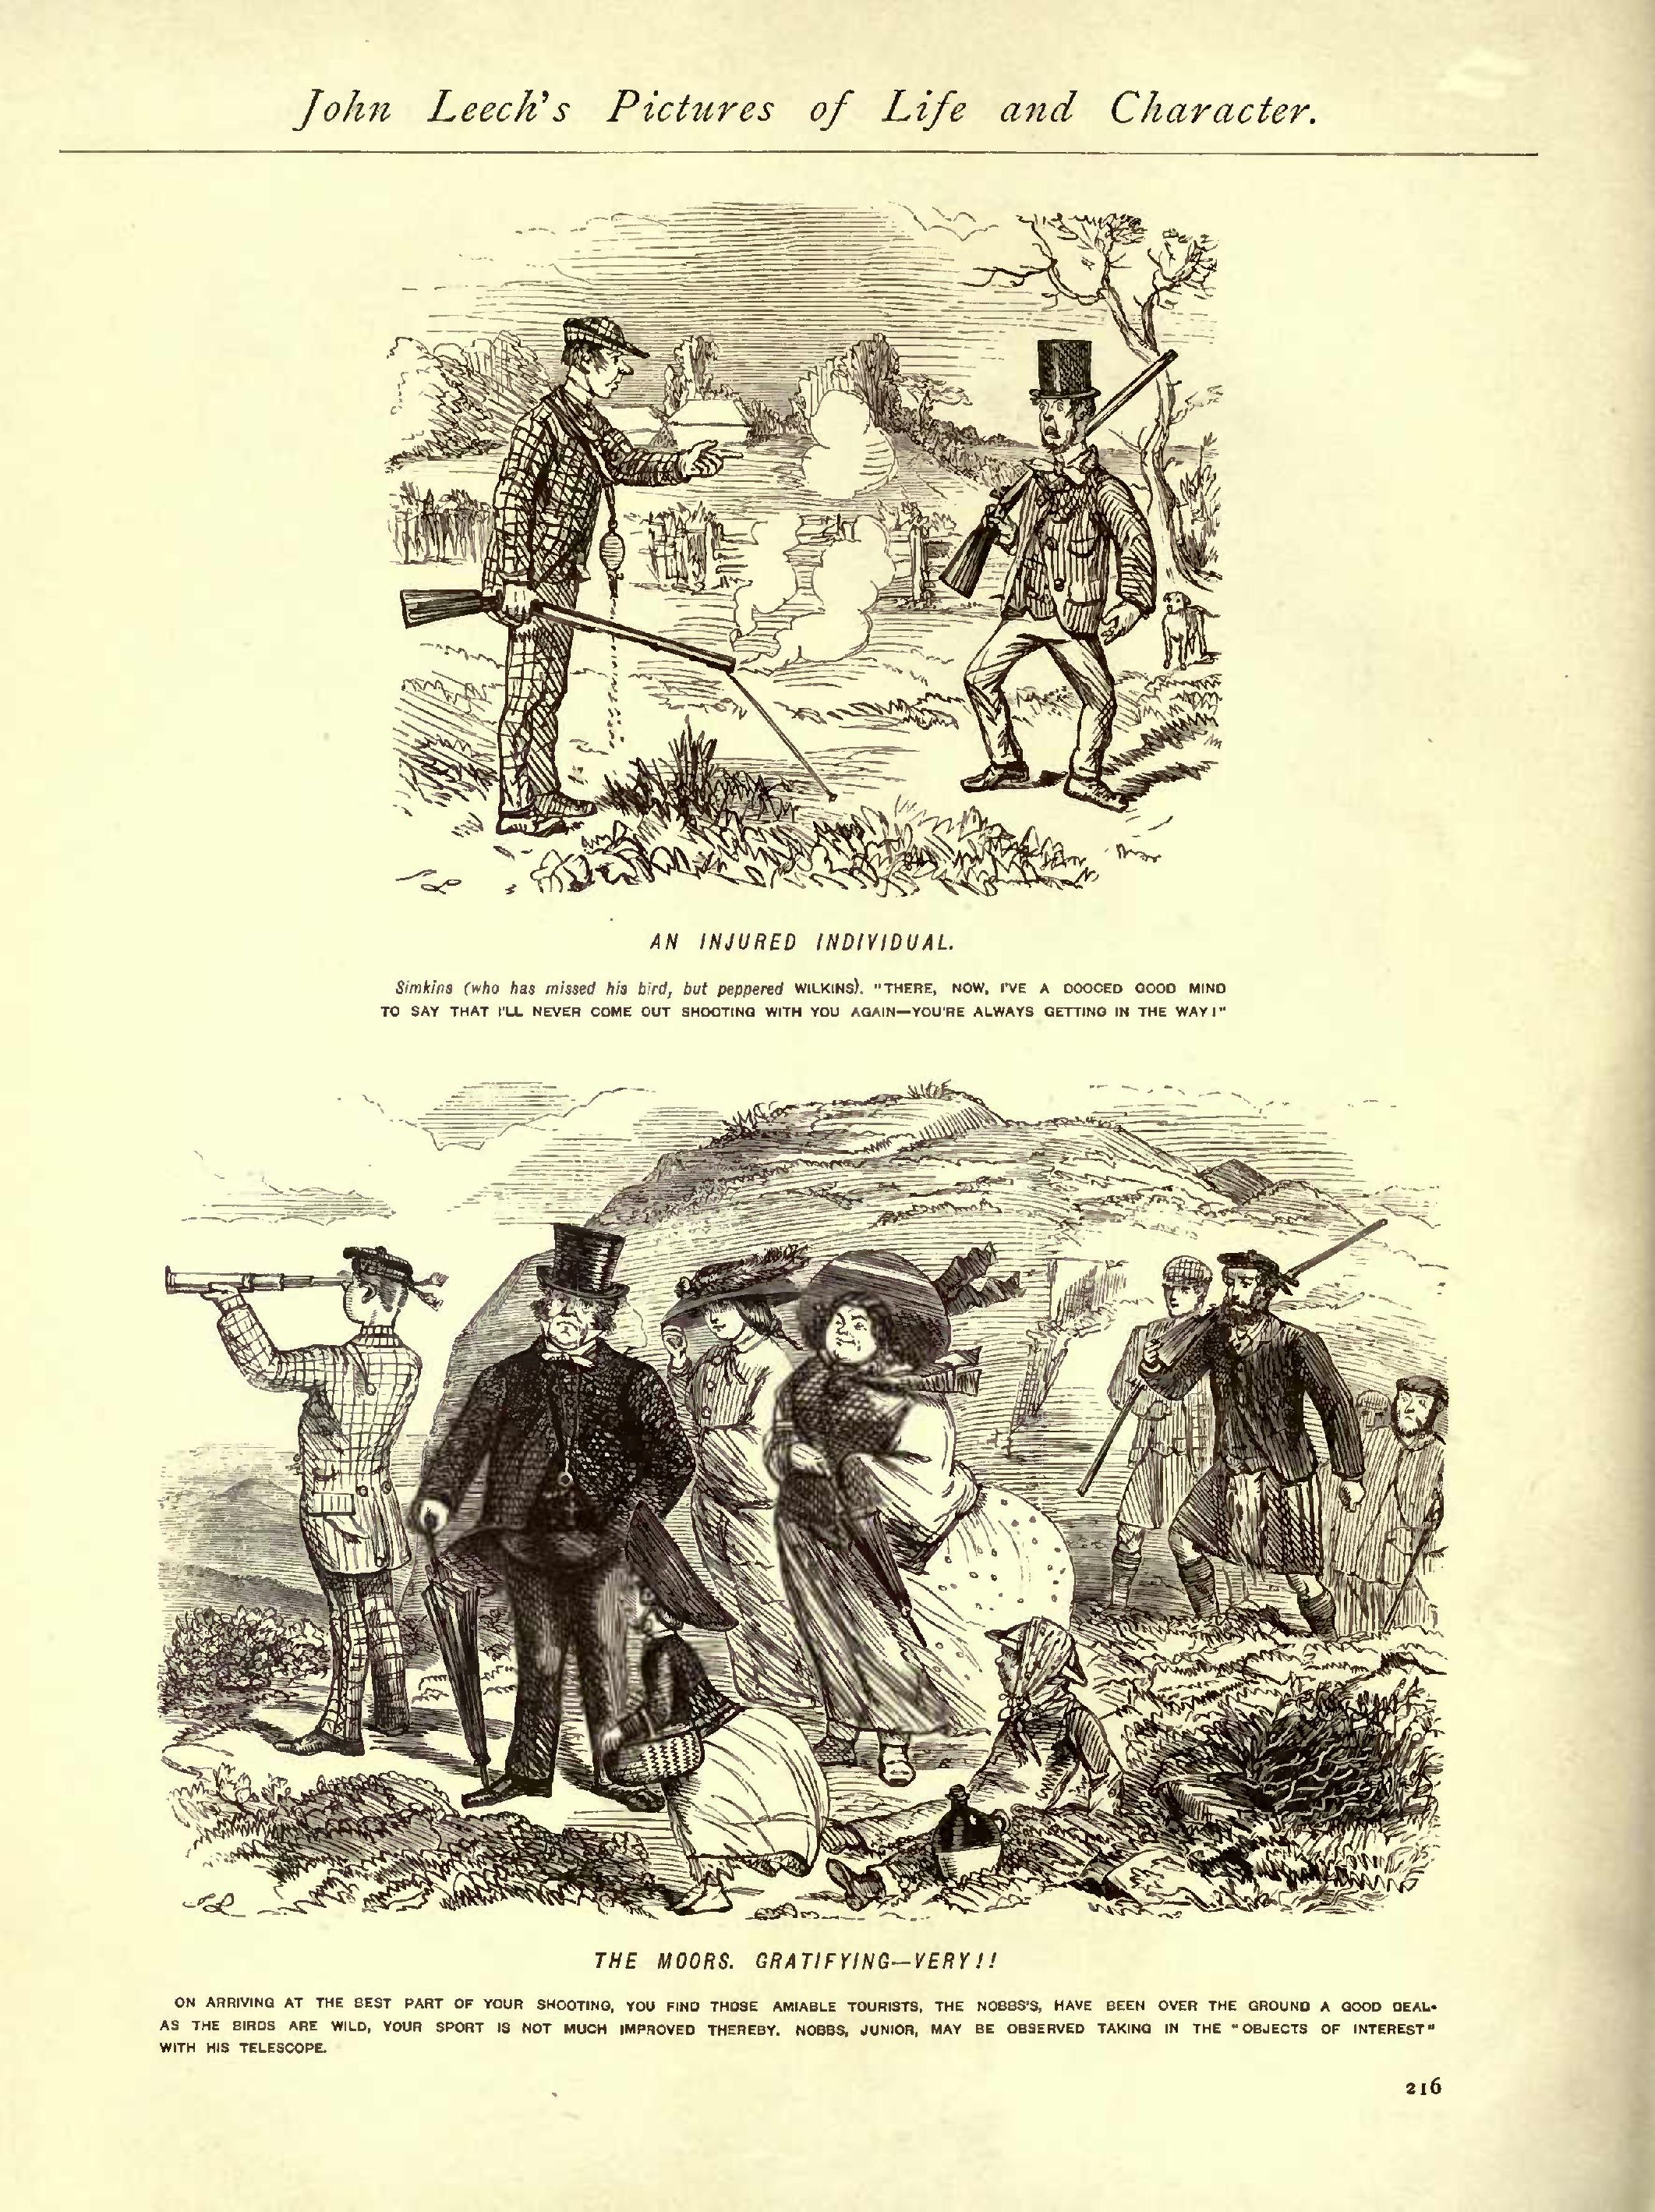 John Leech's Pictures of Life and Character.
AN INJURED INDIVIDUAL.
Simkins (who has missed his bird, but peppered WILKINS). "THERE, NOW, I'VE A DOOCED GOOD MIND
TO SAY THAT I'LL NEVER COME OUT SHOOTING WITH YOU AGAIN—YOU'RE ALWAYS GETTING IN THE WAY!"
THE MOORS. GRATIFYING—VERY!!
ON ARRIVING AT THE BEST PART OF YOUR SHOOTING, YOU FIND THOSE AMIABLE TOURISTS, THE NOBBS'S, HAVE BEEN OVER THE GROUND A GOOD DEAL.
AS THE BIRDS ARE WILD, YOUR SPORT IS NOT MUCH IMPROVED THEREBY. NOBBS, JUNIOR, MAY BE OBSERVED TAKING IN THE "OBJECTS OF INTEREST"
WITH HIS TELESCOPE.
216